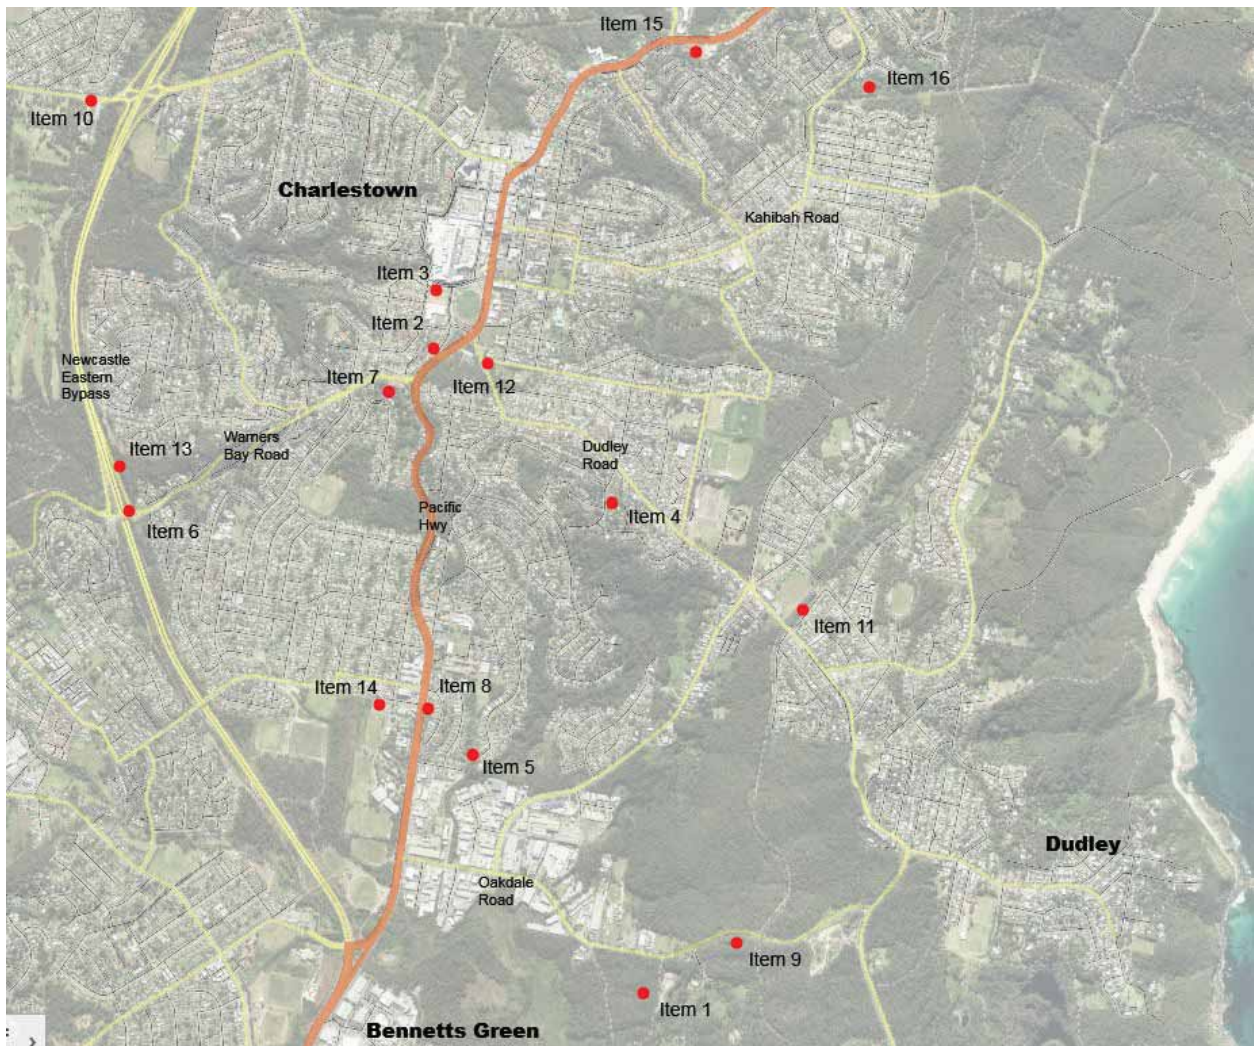 Item 15
Item 16
Item 10
Charlestown
Kahibah Road
Item 3
Item 2
Newcastle
Eastern
Bypass
Item 7
Item 12
Warners
Bay Road
Item 13
Dudley
Road
Pacific
Hwy
Item 4
Item 6
Item 11
Item 14
Item 8
Item 5
Dudley
Oakdale
Road
Item 9
Item 1
Bennetts Green